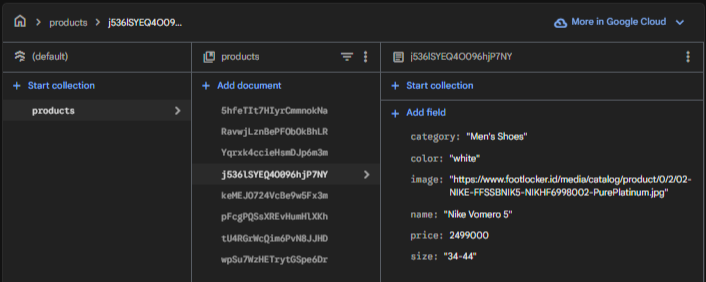 products
j536lSYEQ4O09...
More in Google Cloud
(default)
products
j536lSYEQ4O096hjP7NY
+ Start collection
+ Add document
+ Start collection
products
5hfeTIt7HIyrCmmnokNa
+ Add field
RavwjLznBePFObOkBhLR
category: "Men's Shoes"
Yqrxk4ccieHsmDJp6m3m
color: "white"
j536lSYEQ4O096hjP7NY
image: "https://www.footlocker.id/media/catalog/product/0/2/02-
NIKE-FFSSBNIK5-NIKHF6998002-PurePlatinum.jpg"
keMEJO724VcBe9w5Fx3m
pFcgPQSsXREvHumHlXKh
name: "Nike Vomero 5"
tU4RGrWcQim6PvN8JJHD
price: 2499000
wpSu7WzHETrytGSpe6Dr
size: "34-44"